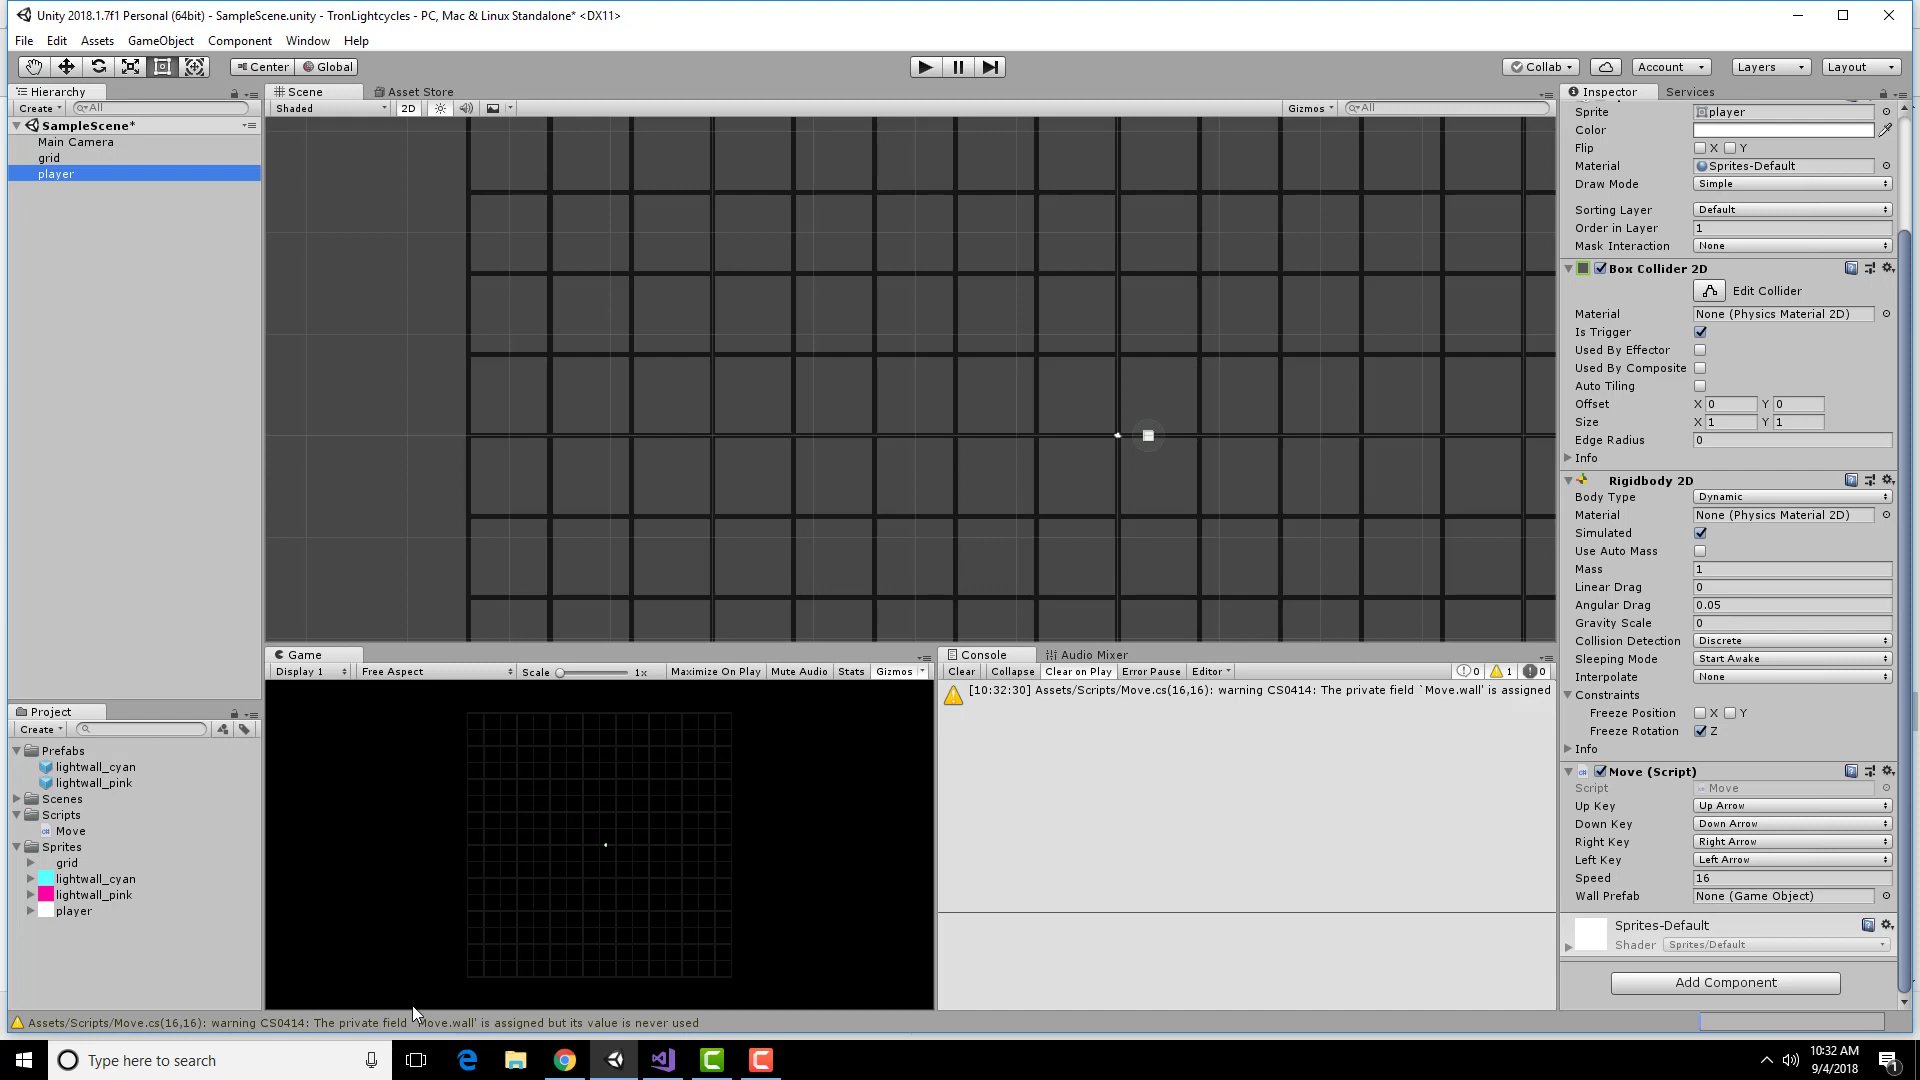 Unity 2018.1.7f1 Personal (64bit) - SampleScene.unity - TronLightcycles - PC, Mac & Linux Standalone* <DX11>
File Edit Assets GameObject Component Window Help
Center Global Collab Account Layers Layout
Hierarchy
Create All
SampleScene*
Main Camera
grid
player
Scene Asset Store
Shaded 2D Gizmos All
Inspector Services
Sprite player
Color
Flip X Y
Material Sprites-Default
Draw Mode Simple
Sorting Layer Default
Order in Layer 1
Mask Interaction None
Box Collider 2D
Edit Collider
Material None (Physics Material 2D)
Is Trigger
Used By Effector
Used By Composite
Auto Tiling
Offset X 0 Y 0
Size X 1 Y 1
Edge Radius 0
Info
Rigidbody 2D
Body Type Dynamic
Material None (Physics Material 2D)
Simulated
Use Auto Mass
Mass 1
Linear Drag 0
Angular Drag 0.05
Gravity Scale 0
Collision Detection Discrete
Sleeping Mode Start Awake
Interpolate None
Constraints
Freeze Position X Y
Freeze Rotation Z
Info
Move (Script)
Script Move
Up Key Up Arrow
Down Key Down Arrow
Right Key Right Arrow
Left Key Left Arrow
Speed 16
Wall Prefab None (Game Object)
Sprites-Default
Shader Sprites/Default
Add Component
Project
Create
Prefabs
lightwall_cyan
lightwall_pink
Scenes
Scripts
Move
Sprites
grid
lightwall_cyan
lightwall_pink
player
Game
Display 1 Free Aspect Scale 1x Maximize On Play Mute Audio Stats Gizmos
Console Audio Mixer
Clear Collapse Clear on Play Error Pause Editor 0 1 0
[10:32:30] Assets/Scripts/Move.cs(16,16): warning CS0414: The private field `Move.wall' is assigned
Assets/Scripts/Move.cs(16,16): warning CS0414: The private field `Move.wall' is assigned but its value is never used
Type here to search
10:32 AM
9/4/2018
1